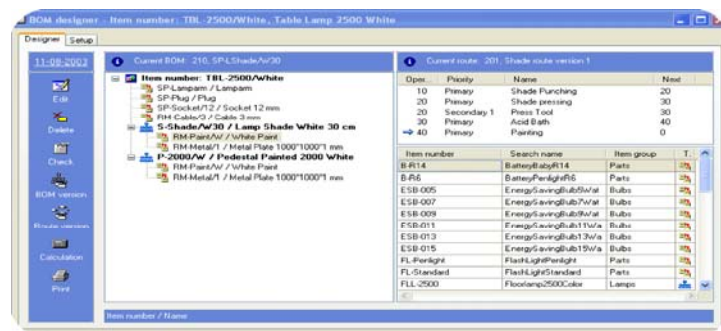 BOM designer - Item number: TBL-2500/White, Table Lamp 2500 White
Designer Setup
11-08-2003
Edit
Delete
Check
BOM version
Route version
Calculation
Print
Current BOM: 210, SP-LShade/W30
Item number: TBL-2500/White
SP-Lamparm / Lamparm
SP-Plug / Plug
SP-Socket/12 / Socket 12 mm
RM-Cable/3 / Cable 3 mm
S-Shade/W30 / Lamp Shade White 30 cm
RM-Paint/W / White Paint
RM-Metal/1 / Metal Plate 1000*1000*1 mm
P-2000/W / Pedestal Painted 2000 White
RM-Paint/W / White Paint
RM-Metal/1 / Metal Plate 1000*1000*1 mm
Current route: 201, Shade route version 1
Oper... Priority Name Next
10 Primary Shade Punching 20
20 Primary Shade pressing 30
20 Secondary 1 Press Tool 30
30 Primary Acid Bath 40
40 Primary Painting 0
Item number Search name Item group T.
B-R14 BatteryBabyR14 Parts
B-R6 BatteryPenlightR6 Parts
ESB-005 EnergySavingBulb5Wat Bulbs
ESB-007 EnergySavingBulb7Wat Bulbs
ESB-009 EnergySavingBulb9Wat Bulbs
ESB-011 EnergySavingBulb11Wa Bulbs
ESB-013 EnergySavingBulb13Wa Bulbs
ESB-015 EnergySavingBulb15Wa Bulbs
FL-Penlight FlashLightPenlight Parts
FL-Standard FlashLightStandard Parts
FLL-2500 Floorlamp2500Color Lamps
Item number / Name